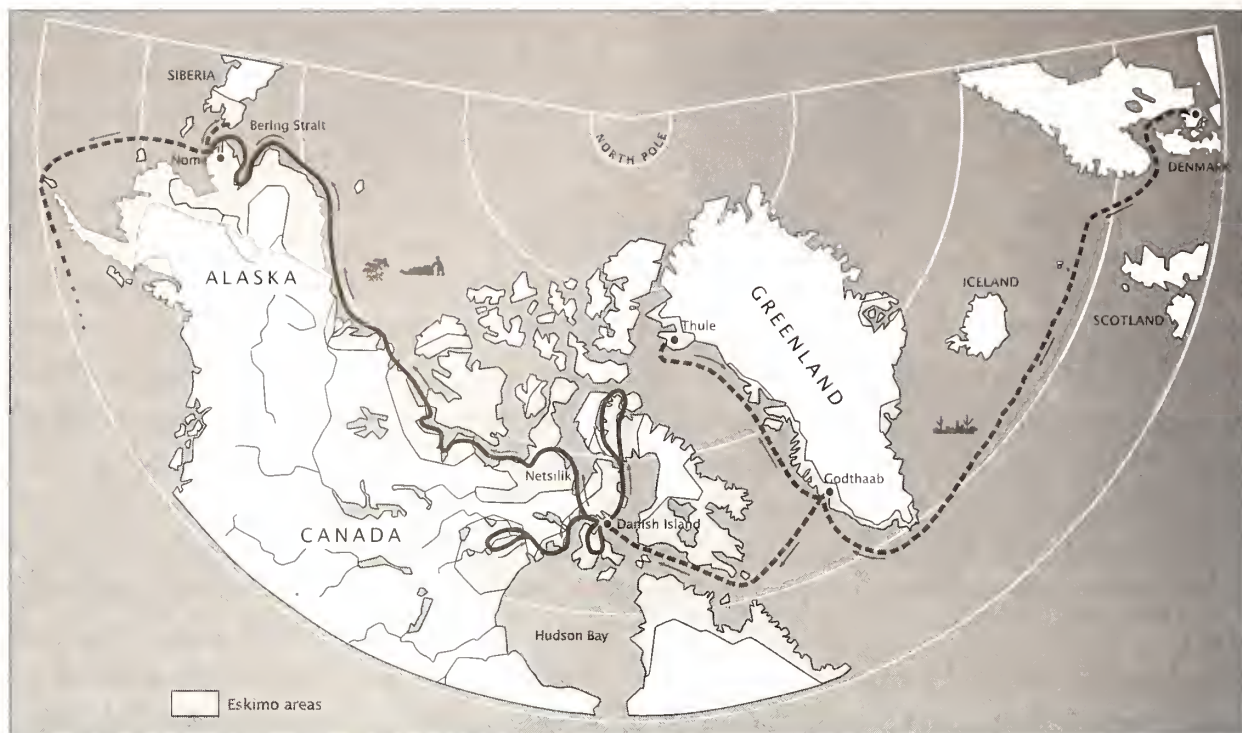 SIBERIA
Bering Strait
Nom
NORTH POLE
DENMARK
ALASKA
ICELAND
GREENLAND
SCOTLAND
Thule
Netsilik
Godthaab
Danish Island
CANADA
Hudson Bay
Eskimo areas